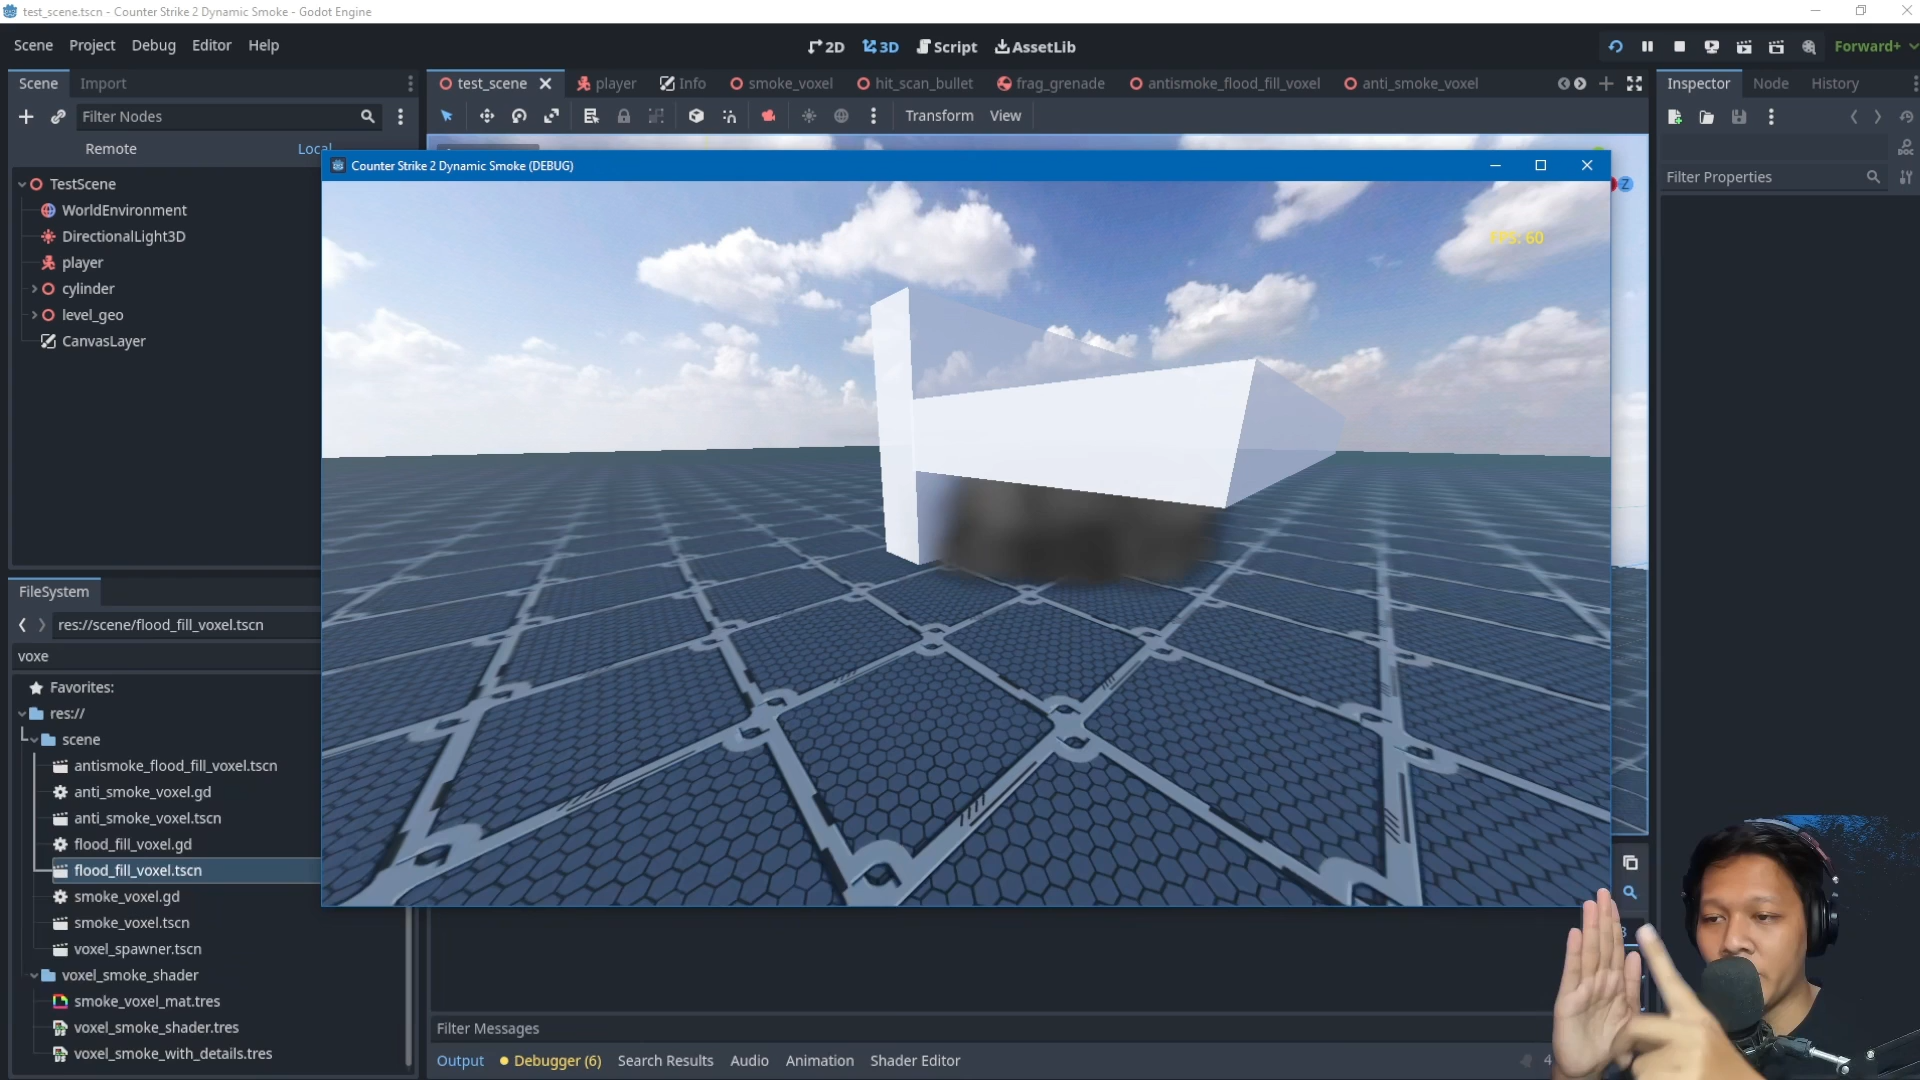 test_scene.tscn - Counter Strike 2 Dynamic Smoke - Godot Engine
Scene Project Debug Editor Help
2D 3D Script AssetLib
Forward+
Scene Import
test_scene player Info smoke_voxel hit_scan_bullet frag_grenade antismoke_flood_fill_voxel anti_smoke_voxel
Inspector Node History
Filter Nodes
Transform View
Remote Local
Counter Strike 2 Dynamic Smoke (DEBUG)
Filter Properties
Z
TestScene
WorldEnvironment
DirectionalLight3D
player
cylinder
level_geo
CanvasLayer
FPS: 60
FileSystem
res://scene/flood_fill_voxel.tscn
voxe
Favorites:
res://
scene
antismoke_flood_fill_voxel.tscn
anti_smoke_voxel.gd
anti_smoke_voxel.tscn
flood_fill_voxel.gd
flood_fill_voxel.tscn
smoke_voxel.gd
smoke_voxel.tscn
voxel_spawner.tscn
voxel_smoke_shader
smoke_voxel_mat.tres
voxel_smoke_shader.tres
voxel_smoke_with_details.tres
Filter Messages
Output Debugger (6) Search Results Audio Animation Shader Editor
4